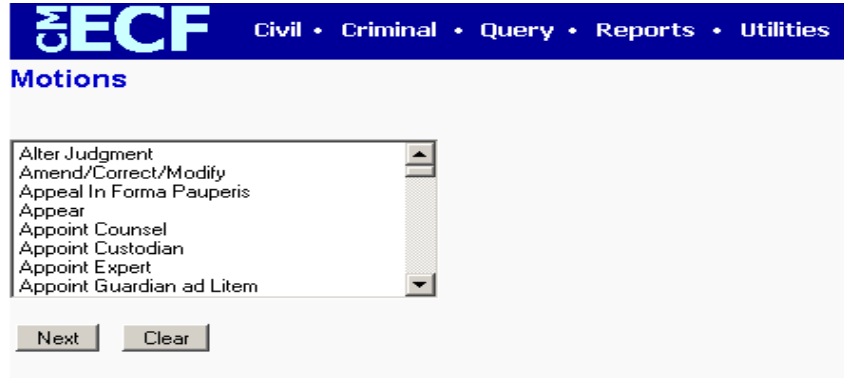 CM ECF Civil • Criminal • Query • Reports • Utilities
Motions
Alter Judgment
Amend/Correct/Modify
Appeal In Forma Pauperis
Appear
Appoint Counsel
Appoint Custodian
Appoint Expert
Appoint Guardian ad Litem
Next Clear